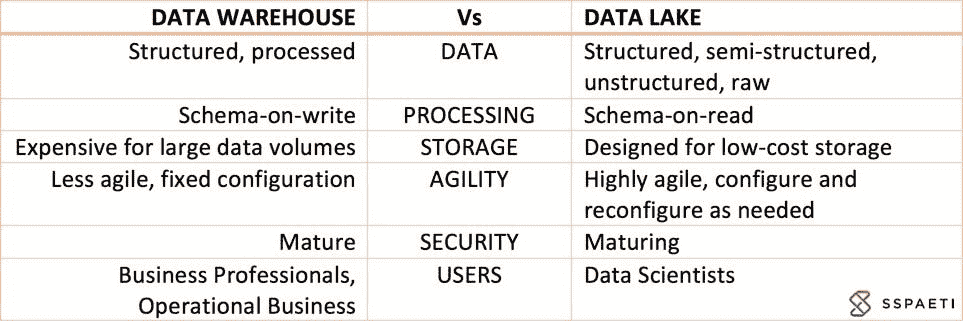 DATA WAREHOUSE Vs DATA LAKE
Structured, processed DATA Structured, semi-structured,
unstructured, raw
Schema-on-write PROCESSING Schema-on-read
Expensive for large data volumes STORAGE Designed for low-cost storage
Less agile, fixed configuration AGILITY Highly agile, configure and
reconfigure as needed
Mature SECURITY Maturing
Business Professionals, USERS Data Scientists
Operational Business
SSPAETI